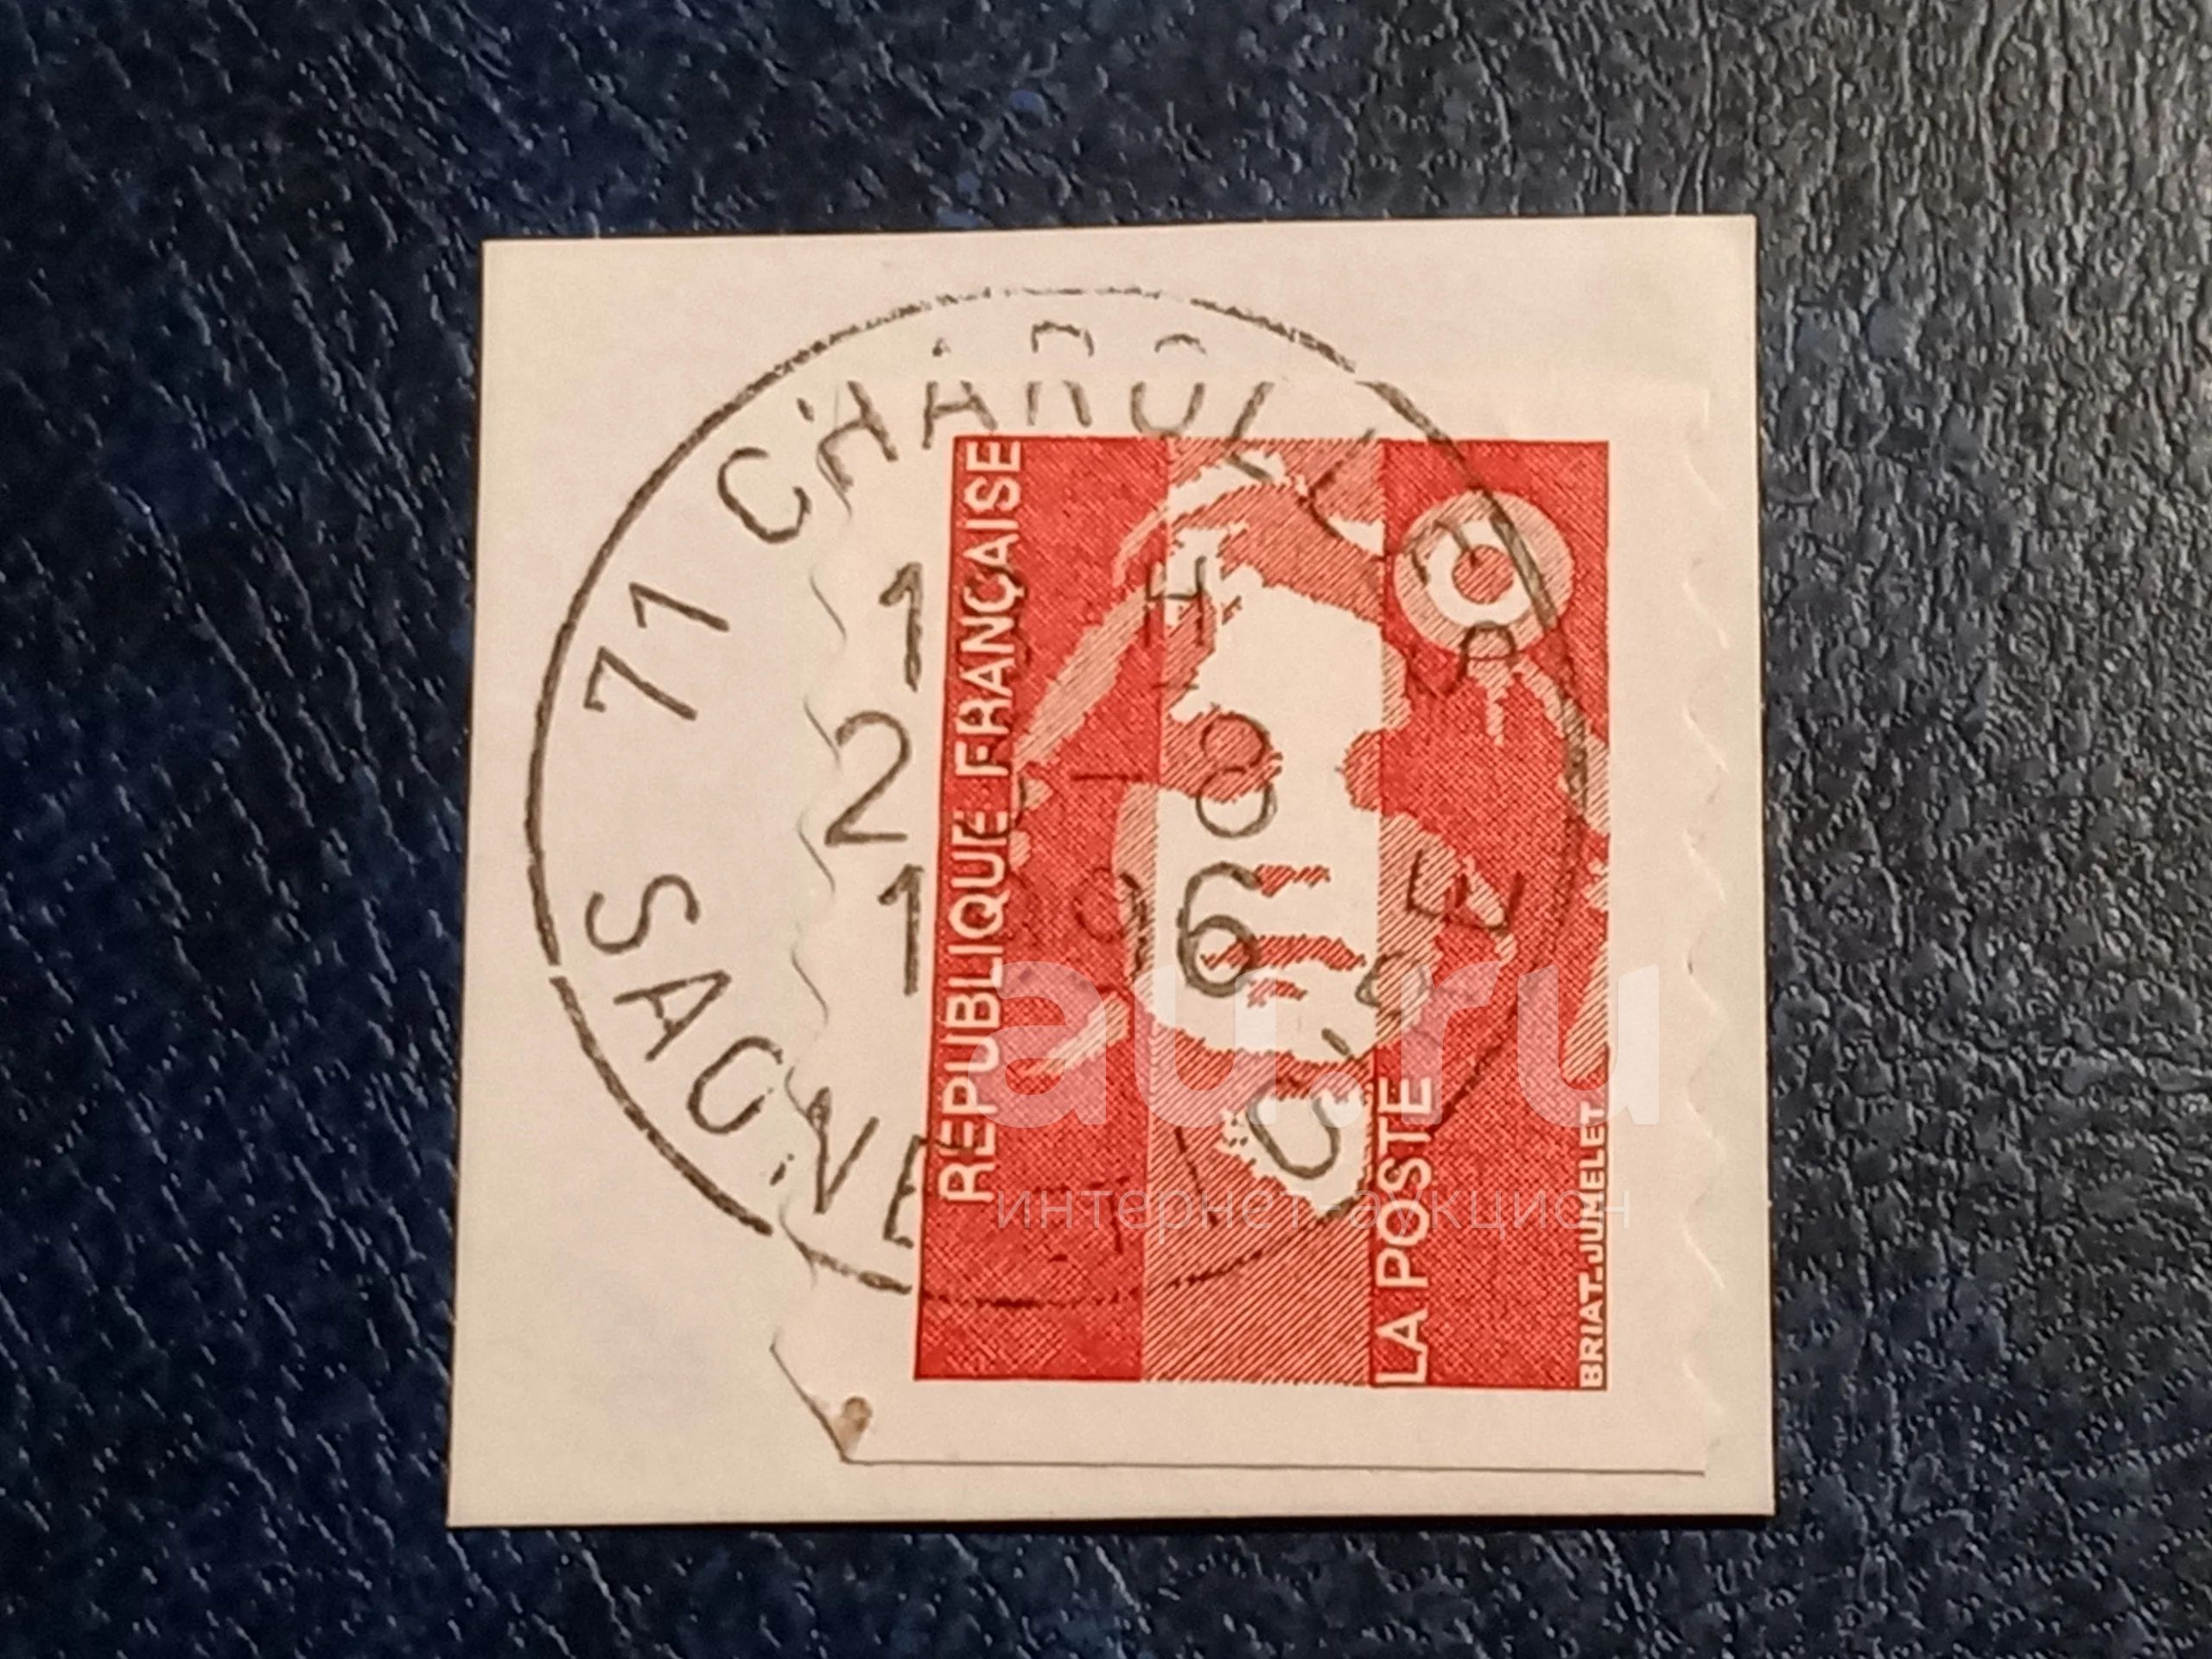 71 CHAROLLES
1 H
2 8
1996
SAONE ET LOIRE
REPUBLIQUE FRANÇAISE
LA POSTE
BRIAT.JUMELET
au.ru
интернет-аукцион